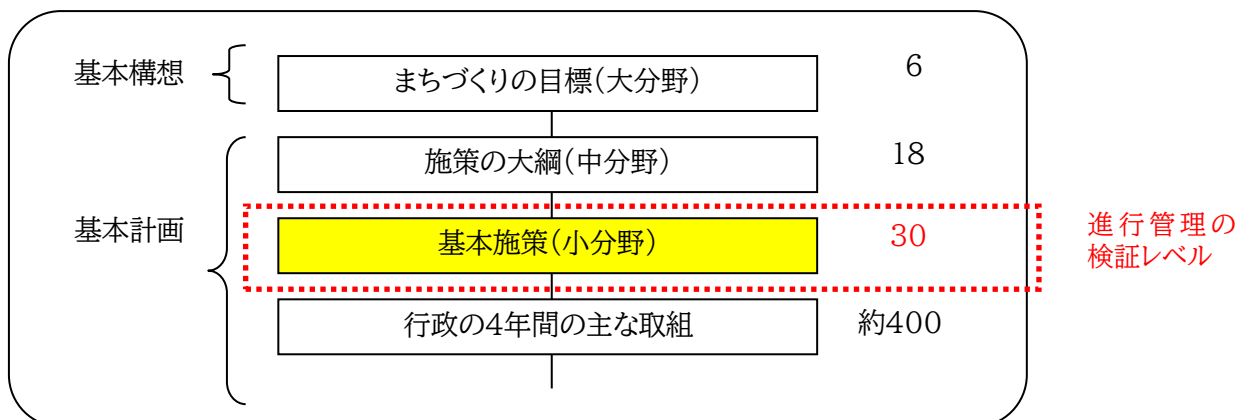 基本構想
まちづくりの目標(大分野)
6
施策の大綱(中分野)
18
基本計画
基本施策(小分野)
30
進行管理の
検証レベル
行政の4年間の主な取組
約400